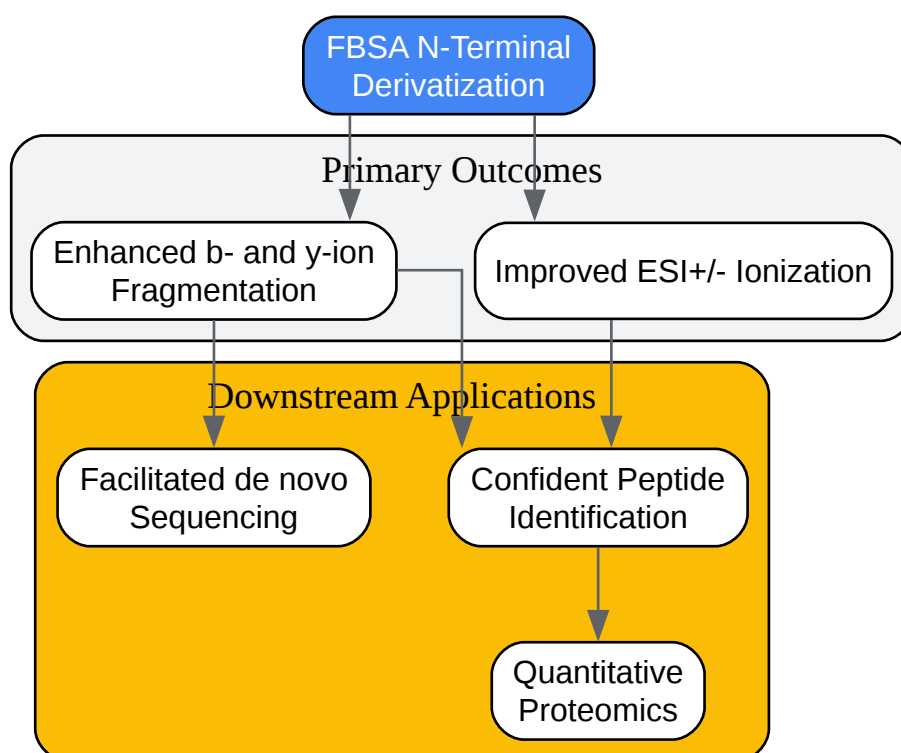 FBSA N-Terminal
Derivatization
Primary Outcomes
Enhanced b- and y-ion
Fragmentation
Improved ESI+/- Ionization
Downstream Applications
Facilitated de novo
Sequencing
Confident Peptide
Identification
Quantitative
Proteomics